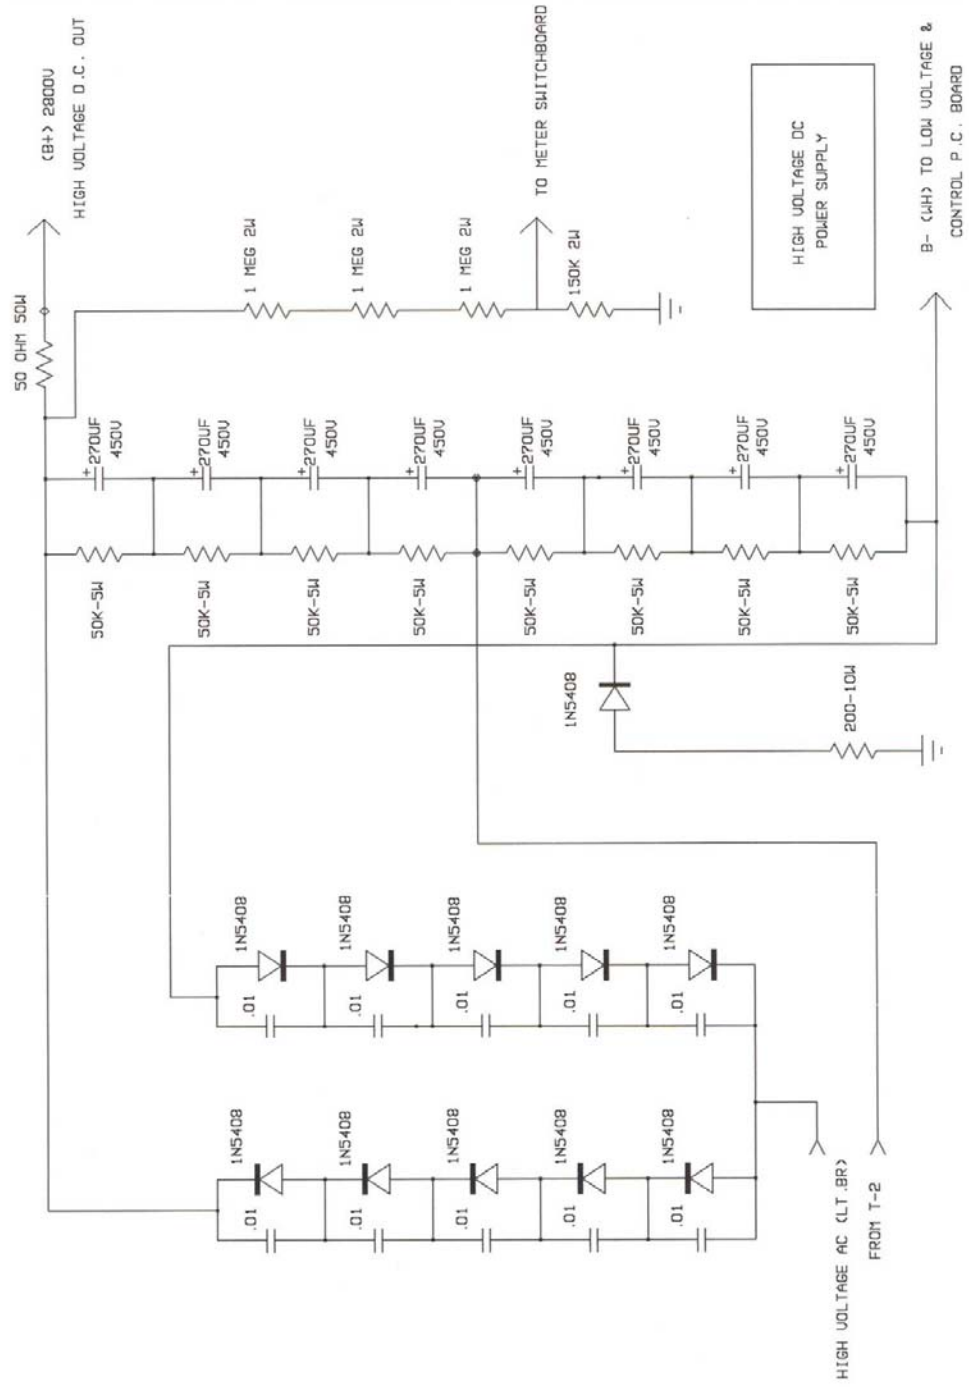 (B+) 2800V
HIGH VOLTAGE D.C. OUT
50 OHM 50W
1 MEG 2W
1 MEG 2W
1 MEG 2W
TO METER SWITCHBOARD
150K 2W
HIGH VOLTAGE DC
POWER SUPPLY
B- (WH) TO LOW VOLTAGE &
CONTROL P.C. BOARD
+270UF
450V
+270UF
450V
+270UF
450V
+270UF
450V
+270UF
450V
+270UF
450V
+270UF
450V
+270UF
450V
50K-5W
50K-5W
50K-5W
50K-5W
50K-5W
50K-5W
50K-5W
50K-5W
1N5408
200-10W
1N5408
1N5408
1N5408
1N5408
1N5408
.01
.01
.01
.01
.01
1N5408
1N5408
1N5408
1N5408
1N5408
.01
.01
.01
.01
.01
HIGH VOLTAGE AC (LT.BR)
FROM T-2